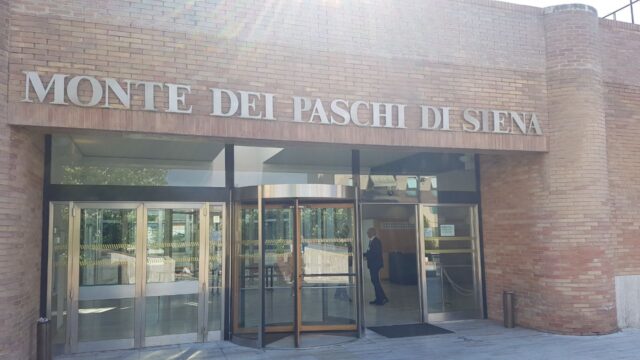 MONTE DEI PASCHI DI SIENA